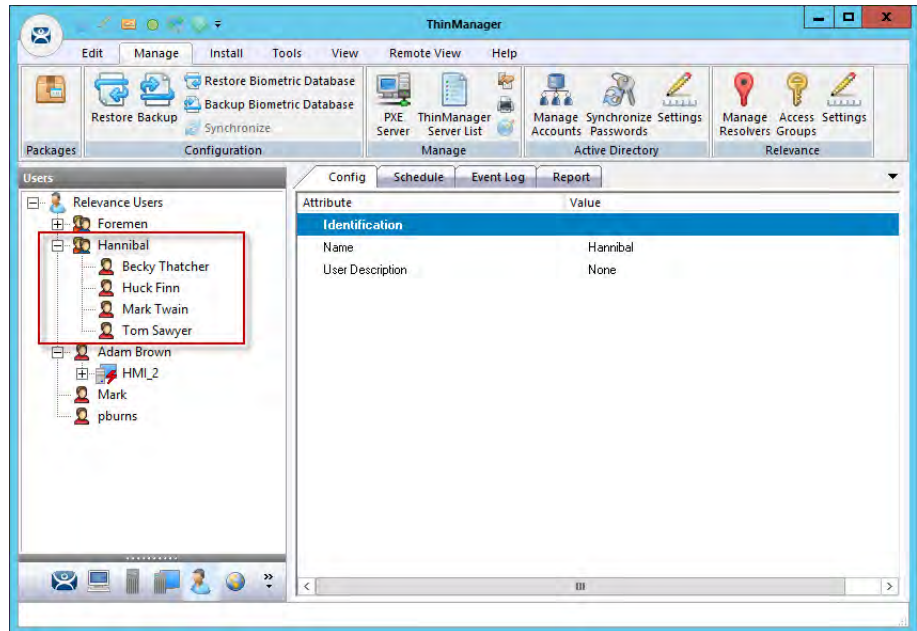 ThinManager
Edit Manage Install Tools View Remote View Help
Restore Backup
Restore Biometric Database
Backup Biometric Database
Synchronize
PXE Server
ThinManager Server List
Manage Accounts
Synchronize Passwords
Settings
Manage Resolvers
Access Groups
Settings
Packages Configuration Manage Active Directory Relevance
Users
Config Schedule Event Log Report
Relevance Users
Foremen
Hannibal
Becky Thatcher
Huck Finn
Mark Twain
Tom Sawyer
Adam Brown
HMI_2
Mark
pburns
Attribute Value
Identification
Name Hannibal
User Description None